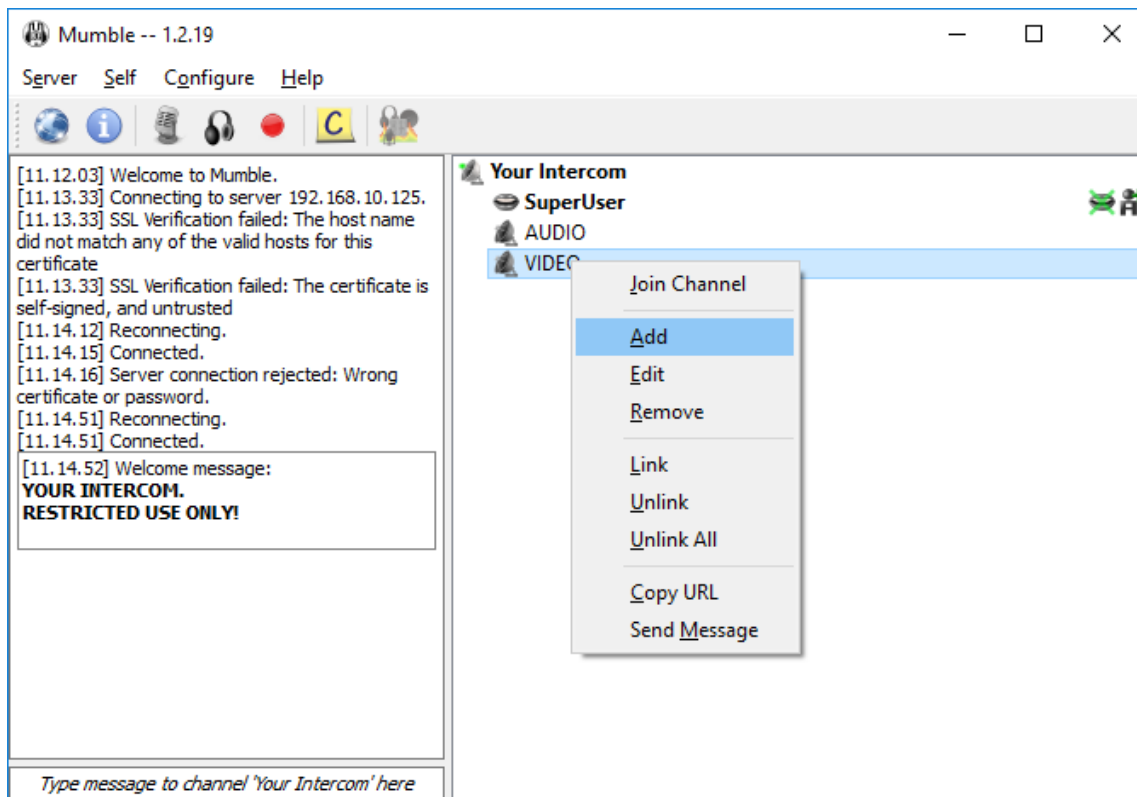 Mumble -- 1.2.19
Server Self Configure Help
[11.12.03] Welcome to Mumble.
[11.13.33] Connecting to server 192.168.10.125.
[11.13.33] SSL Verification failed: The host name
did not match any of the valid hosts for this
certificate
[11.13.33] SSL Verification failed: The certificate is
self-signed, and untrusted
[11.14.12] Reconnecting.
[11.14.15] Connected.
[11.14.16] Server connection rejected: Wrong
certificate or password.
[11.14.51] Reconnecting.
[11.14.51] Connected.
[11.14.52] Welcome message:
YOUR INTERCOM.
RESTRICTED USE ONLY!
Type message to channel 'Your Intercom' here
Your Intercom
SuperUser
AUDIO
VIDEO
Join Channel
Add
Edit
Remove
Link
Unlink
Unlink All
Copy URL
Send Message